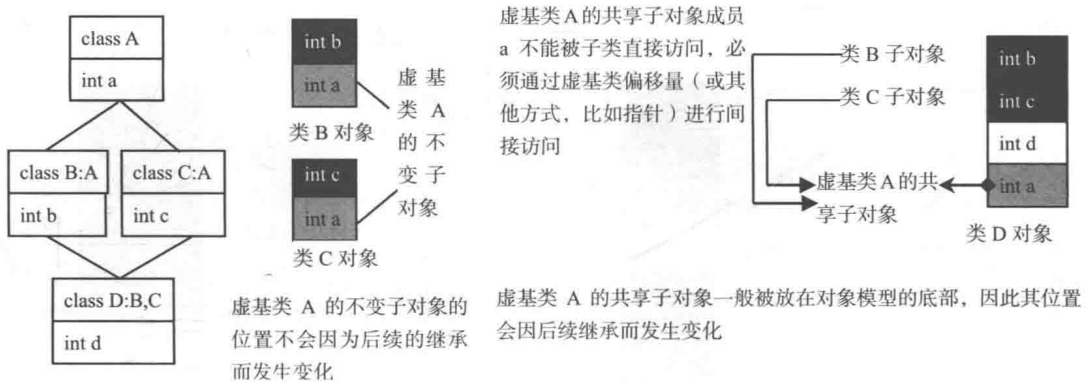 class A
int a
class B:A
int b
class C:A
int c
class D:B,C
int d
int b
int a
类 B 对象
int c
int a
类 C 对象
虚基
类 A
的不
变子
对象
虚基类 A 的不变子对象的
位置不会因为后续的继承
而发生变化
虚基类 A 的共享子对象成员
a 不能被子类直接访问，必
须通过虚基类偏移量（或其
他方式，比如指针）进行间
接访问
类 B 子对象
类 C 子对象
虚基类 A 的共
享子对象
int b
int c
int d
int a
类 D 对象
虚基类 A 的共享子对象一般被放在对象模型的底部，因此其位置
会因后续继承而发生变化